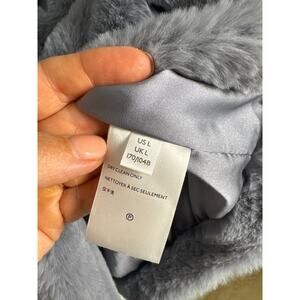 US L
UK L
170/104B
DRY CLEAN ONLY
NETTOYER À SEC SEULEMENT
P